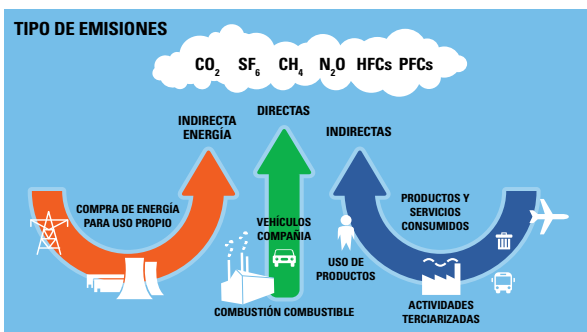 TIPO DE EMISIONES
CO₂ SF₆ CH₄ N₂O HFCs PFCs
INDIRECTA
ENERGÍA
DIRECTAS
INDIRECTAS
COMPRA DE ENERGÍA
PARA USO PROPIO
VEHÍCULOS
COMPAÑIA
PRODUCTOS Y
SERVICIOS
CONSUMIDOS
USO DE
PRODUCTOS
COMBUSTIÓN COMBUSTIBLE
ACTIVIDADES
TERCIARIZADAS